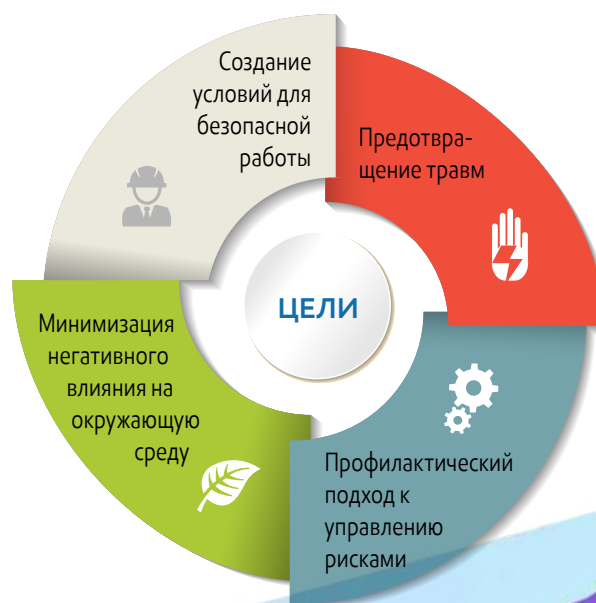 Создание
условий для
безопасной
работы
Предотвра-
щение травм
ЦЕЛИ
Минимизация
негативного
влияния на
окружающую
среду
Профилактический
подход к
управлению
рисками